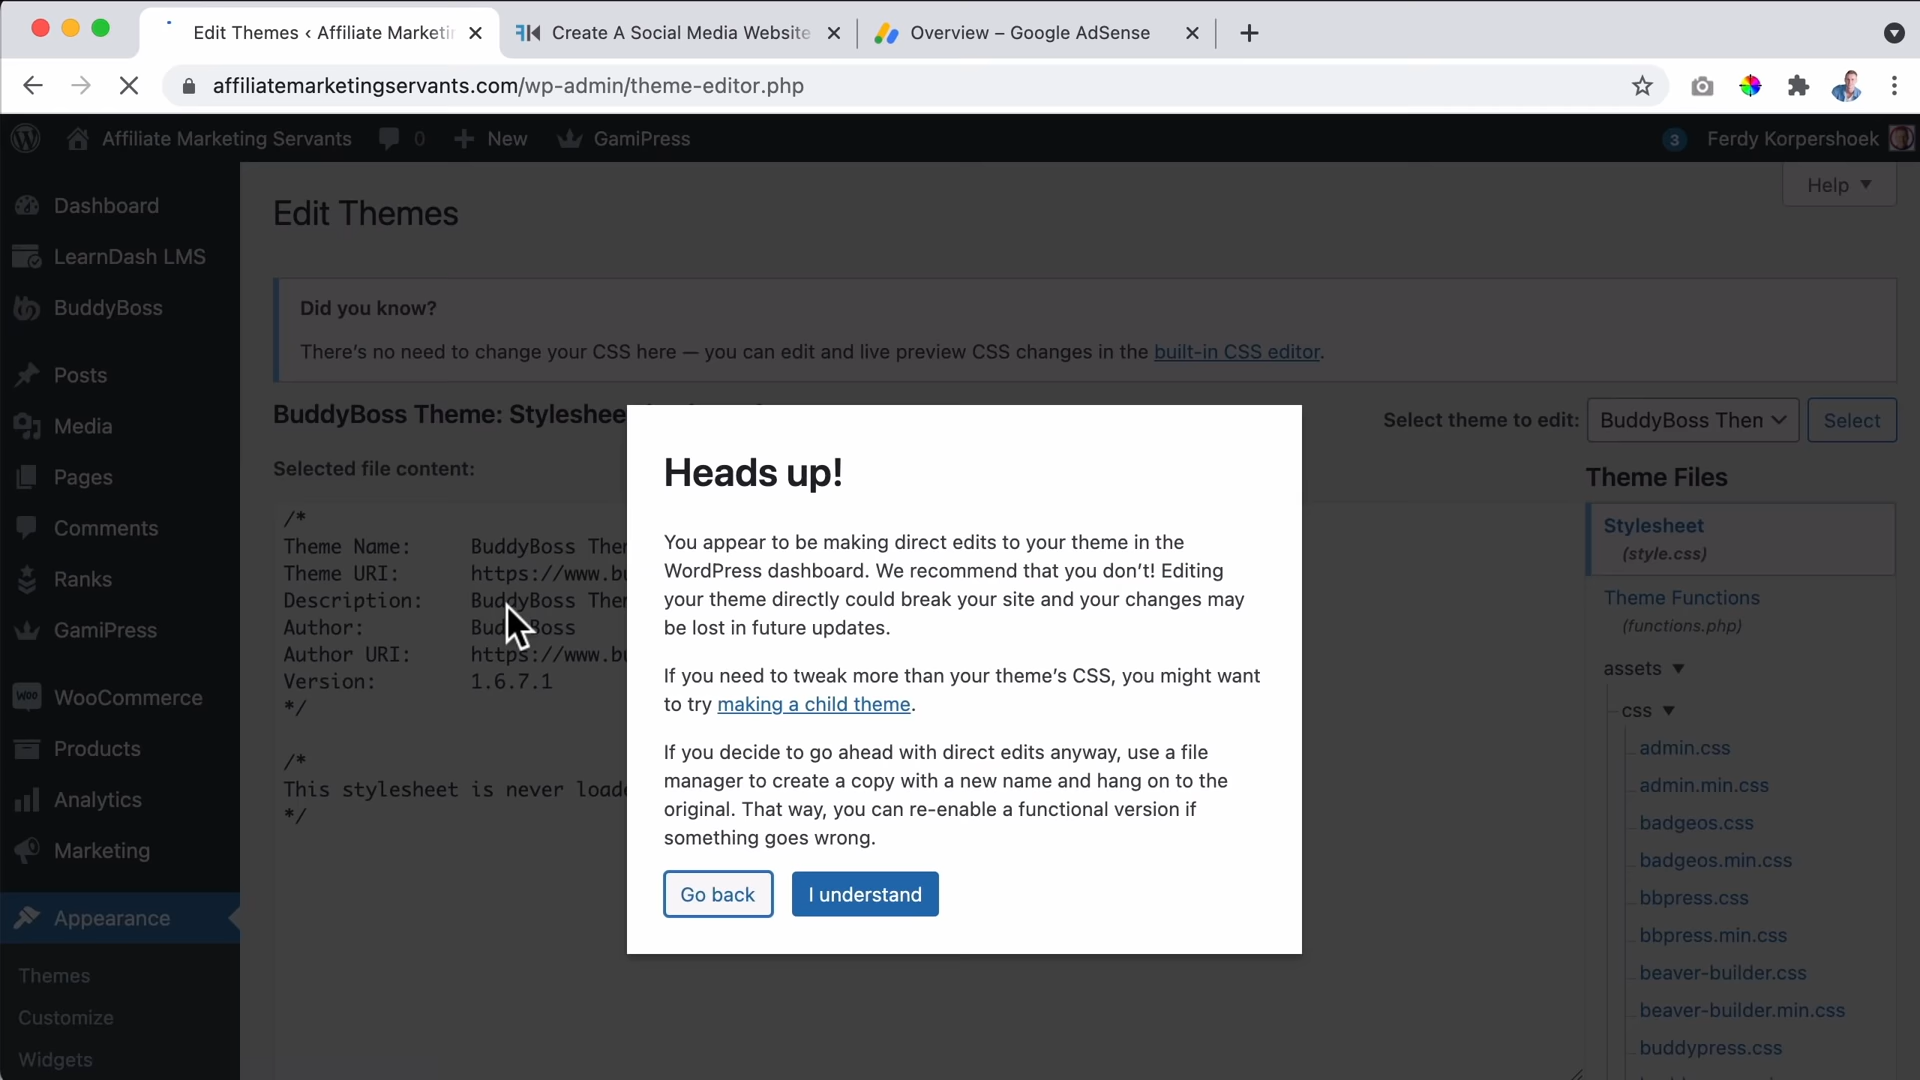 Edit Themes ‹ Affiliate Marketin
Create A Social Media Website
Overview – Google AdSense
affiliatemarketingservants.com/wp-admin/theme-editor.php
Affiliate Marketing Servants
0
New
GamiPress
3
Ferdy Korpershoek
Help
Dashboard
LearnDash LMS
BuddyBoss
Posts
Media
Pages
Comments
Ranks
GamiPress
WooCommerce
Products
Analytics
Marketing
Appearance
Themes
Customize
Widgets
Edit Themes
Did you know?
There's no need to change your CSS here — you can edit and live preview CSS changes in the built-in CSS editor.
BuddyBoss Theme: Styleshee
Select theme to edit: BuddyBoss Then Select
Selected file content:
/*
Theme Name: BuddyBoss The
Theme URI: https://www.b
Description: BuddyBoss The
Author: BuddyBoss
Author URI: https://www.b
Version: 1.6.7.1
*/
/*
This stylesheet is never load
*/
Heads up!
You appear to be making direct edits to your theme in the
WordPress dashboard. We recommend that you don't! Editing
your theme directly could break your site and your changes may
be lost in future updates.
If you need to tweak more than your theme's CSS, you might want
to try making a child theme.
If you decide to go ahead with direct edits anyway, use a file
manager to create a copy with a new name and hang on to the
original. That way, you can re-enable a functional version if
something goes wrong.
Go back
I understand
Theme Files
Stylesheet
(style.css)
Theme Functions
(functions.php)
assets
css
admin.css
admin.min.css
badgeos.css
badgeos.min.css
bbpress.css
bbpress.min.css
beaver-builder.css
beaver-builder.min.css
buddypress.css